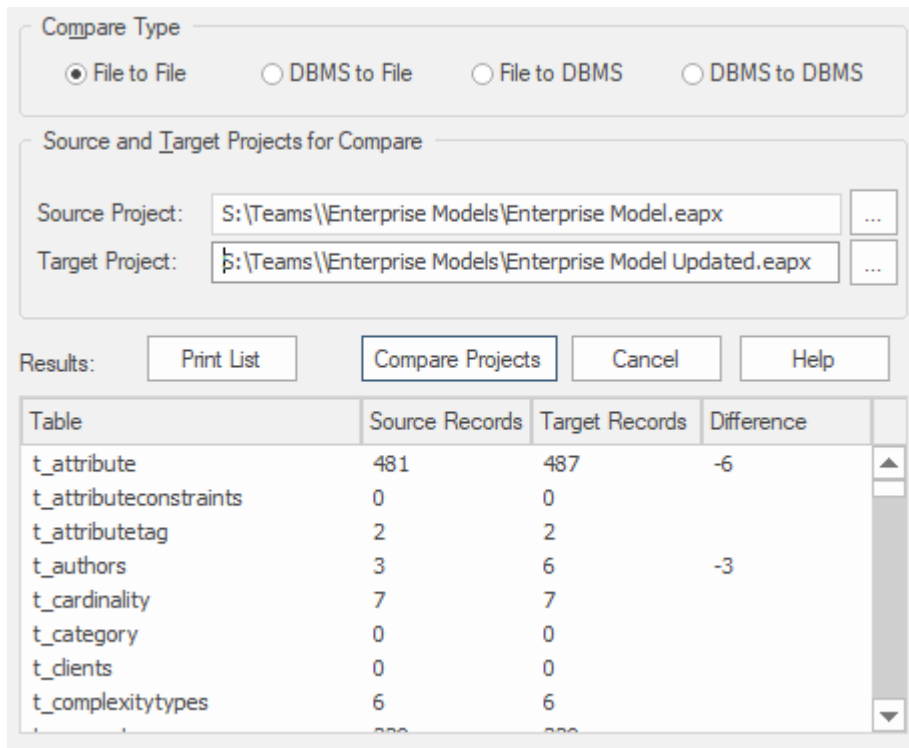 Compare Type
File to File DBMS to File File to DBMS DBMS to DBMS
Source and Target Projects for Compare
Source Project: S:\Teams\\Enterprise Models\Enterprise Model.eapx ...
Target Project: S:\Teams\\Enterprise Models\Enterprise Model Updated.eapx ...
Results: Print List Compare Projects Cancel Help
Table Source Records Target Records Difference
t_attribute 481 487 -6
t_attributeconstraints 0 0
t_attributetag 2 2
t_authors 3 6 -3
t_cardinality 7 7
t_category 0 0
t_clients 0 0
t_complexitytypes 6 6